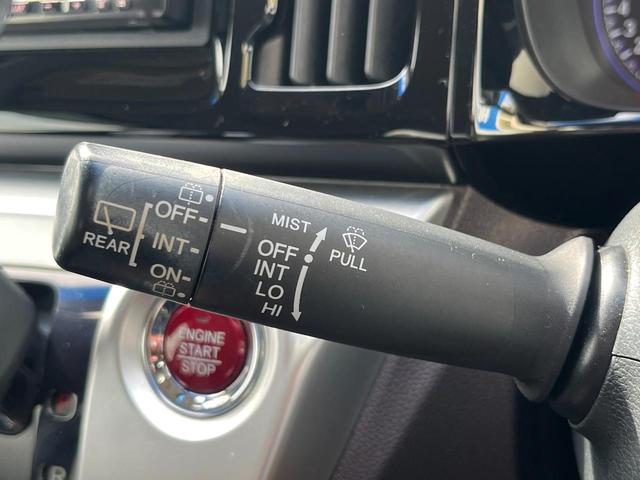 OFF
REAR
INT
ON
MIST
OFF
INT
LO
HI
PULL
ENGINE
START
STOP
R